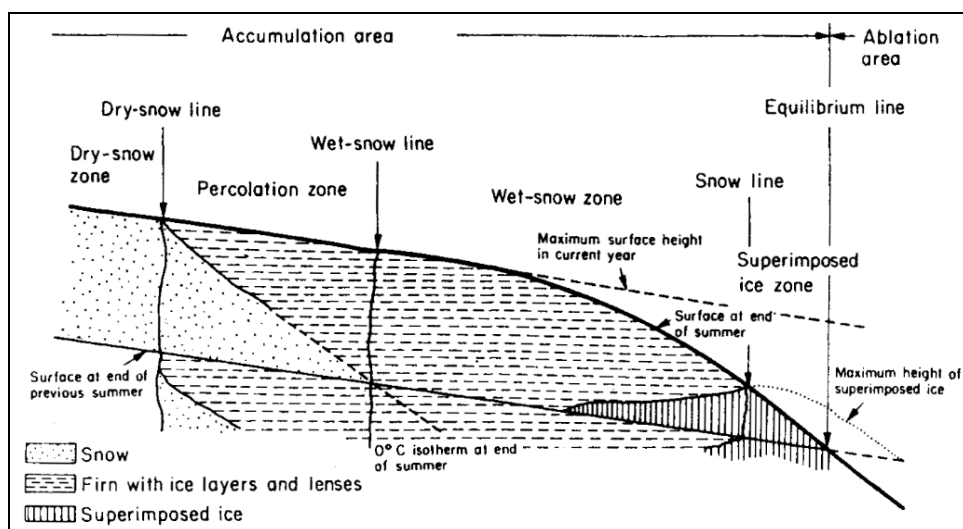 Accumulation area
Ablation
area
Equilibrium line
Dry-snow line
Wet-snow line
Dry-snow
zone
Percolation zone
Wet-snow zone
Snow line
Maximum surface height
in current year
Superimposed
ice zone
Surface at end
of summer
Surface at end of
previous summer
Maximum height of
superimposed ice
0°C isotherm at end
of summer
Snow
Firn with ice layers and lenses
Superimposed ice